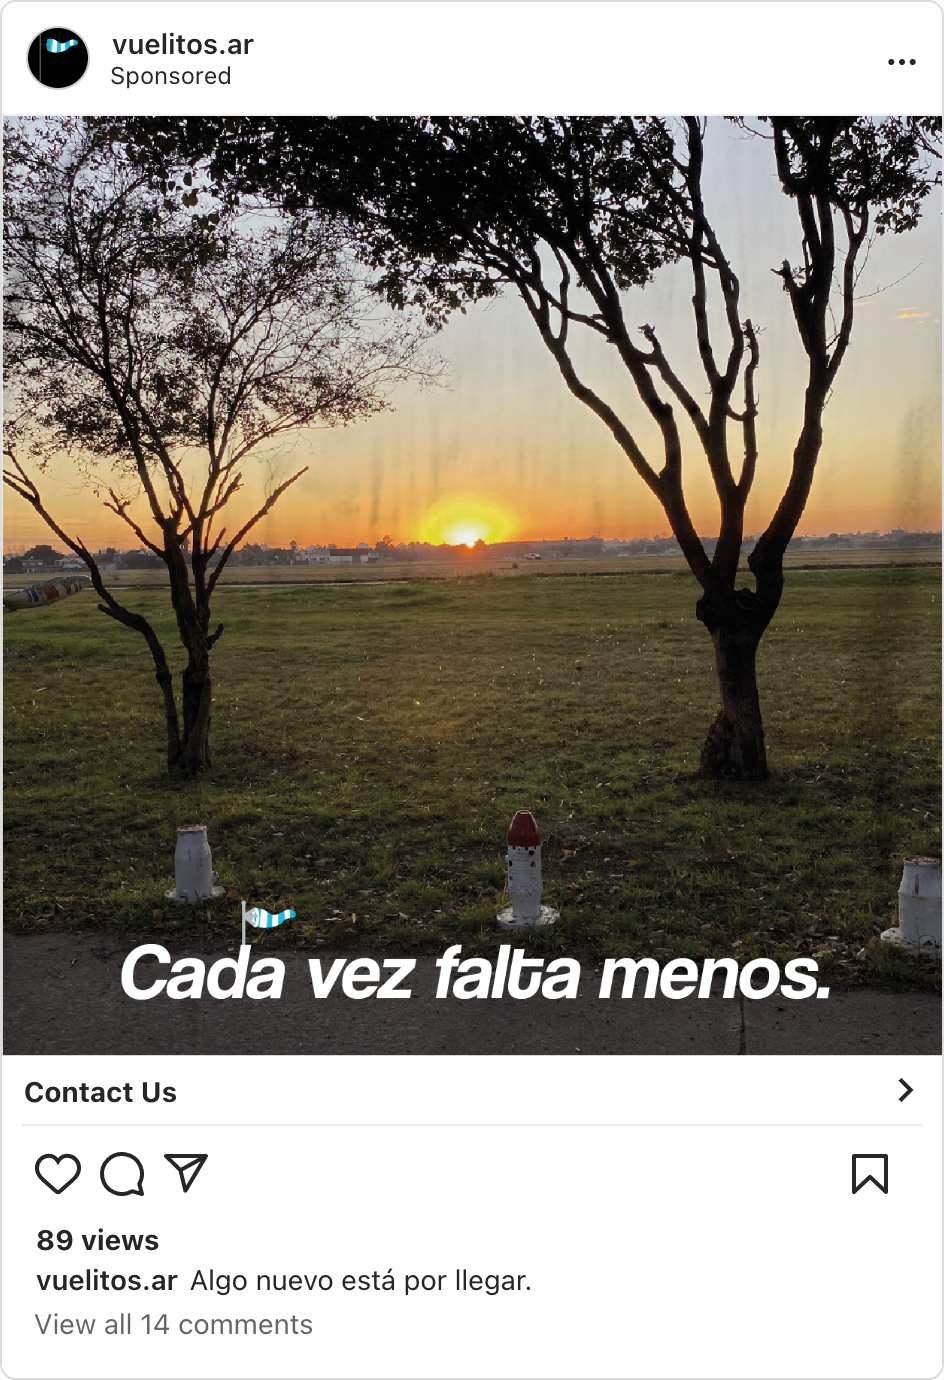 vuelitos.ar
Sponsored
Cada vez falta menos.
Contact Us
89 views
vuelitos.ar Algo nuevo está por llegar.
View all 14 comments